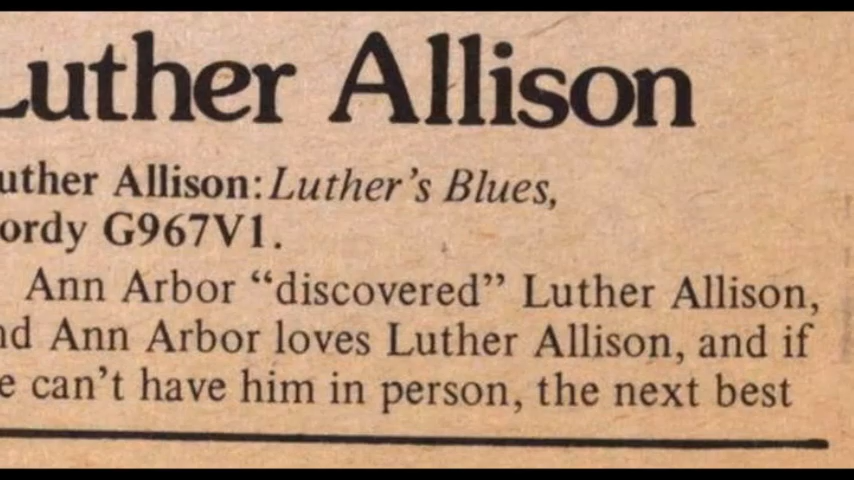 Luther Allison
uther Allison: Luther's Blues,
ordy G967V1.
Ann Arbor “discovered” Luther Allison,
nd Ann Arbor loves Luther Allison, and if
e can't have him in person, the next best